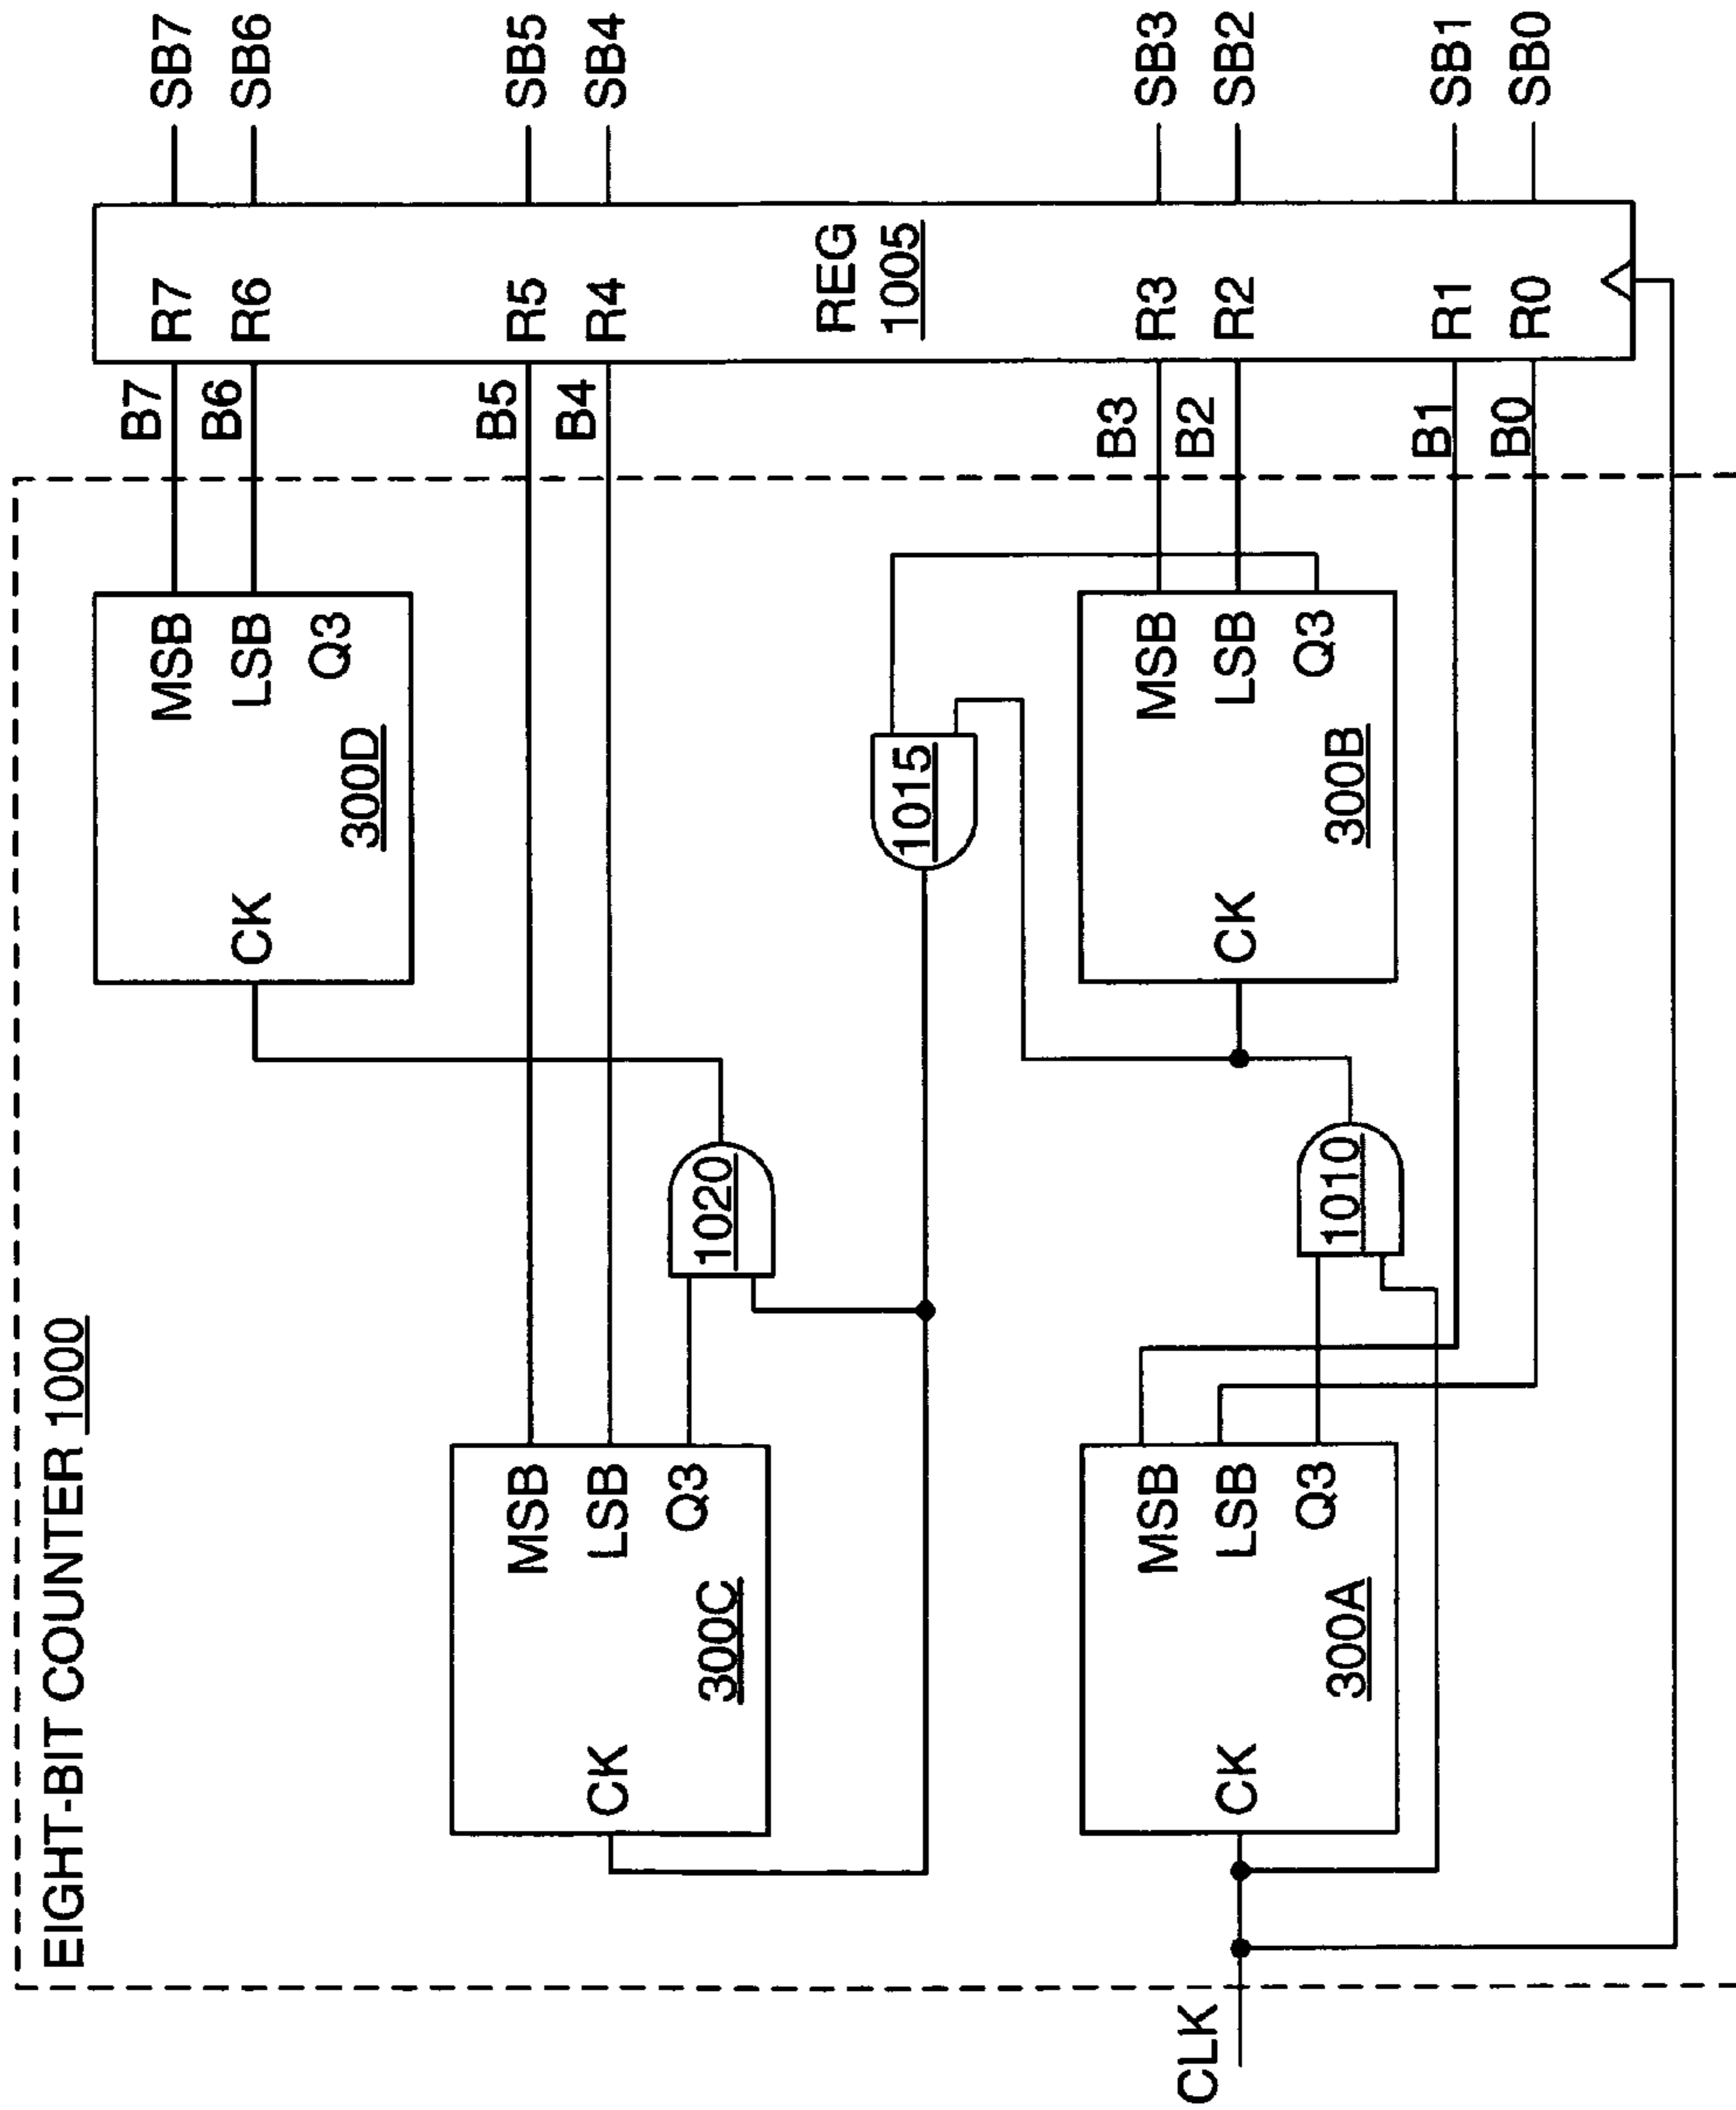 EIGHT-BIT COUNTER 1000
CLK
CK
MSB
LSB
Q3
300C
CK
MSB
LSB
Q3
300A
1020
1010
CK
MSB
LSB
Q3
300D
1015
CK
MSB
LSB
Q3
300B
B7
B6
B5
B4
B3
B2
B1
B0
R7
R6
R5
R4
REG
1005
R3
R2
R1
R0
SB7
SB6
SB5
SB4
SB3
SB2
SB1
SB0